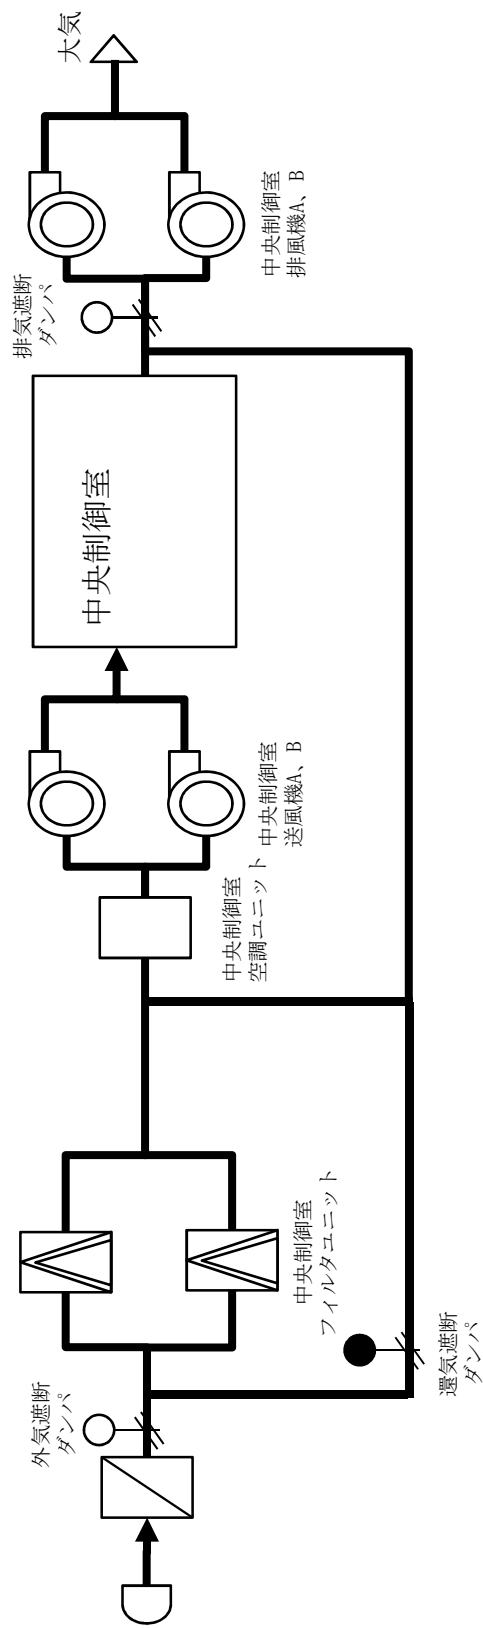 外気遮断
ダンパ
中央制御室
フィルタユニット
還気遮断
ダンパ
中央制御室
空調ユニット
中央制御室
送風機A、B
中央制御室
排気遮断
ダンパ
中央制御室
排風機A、B
大気